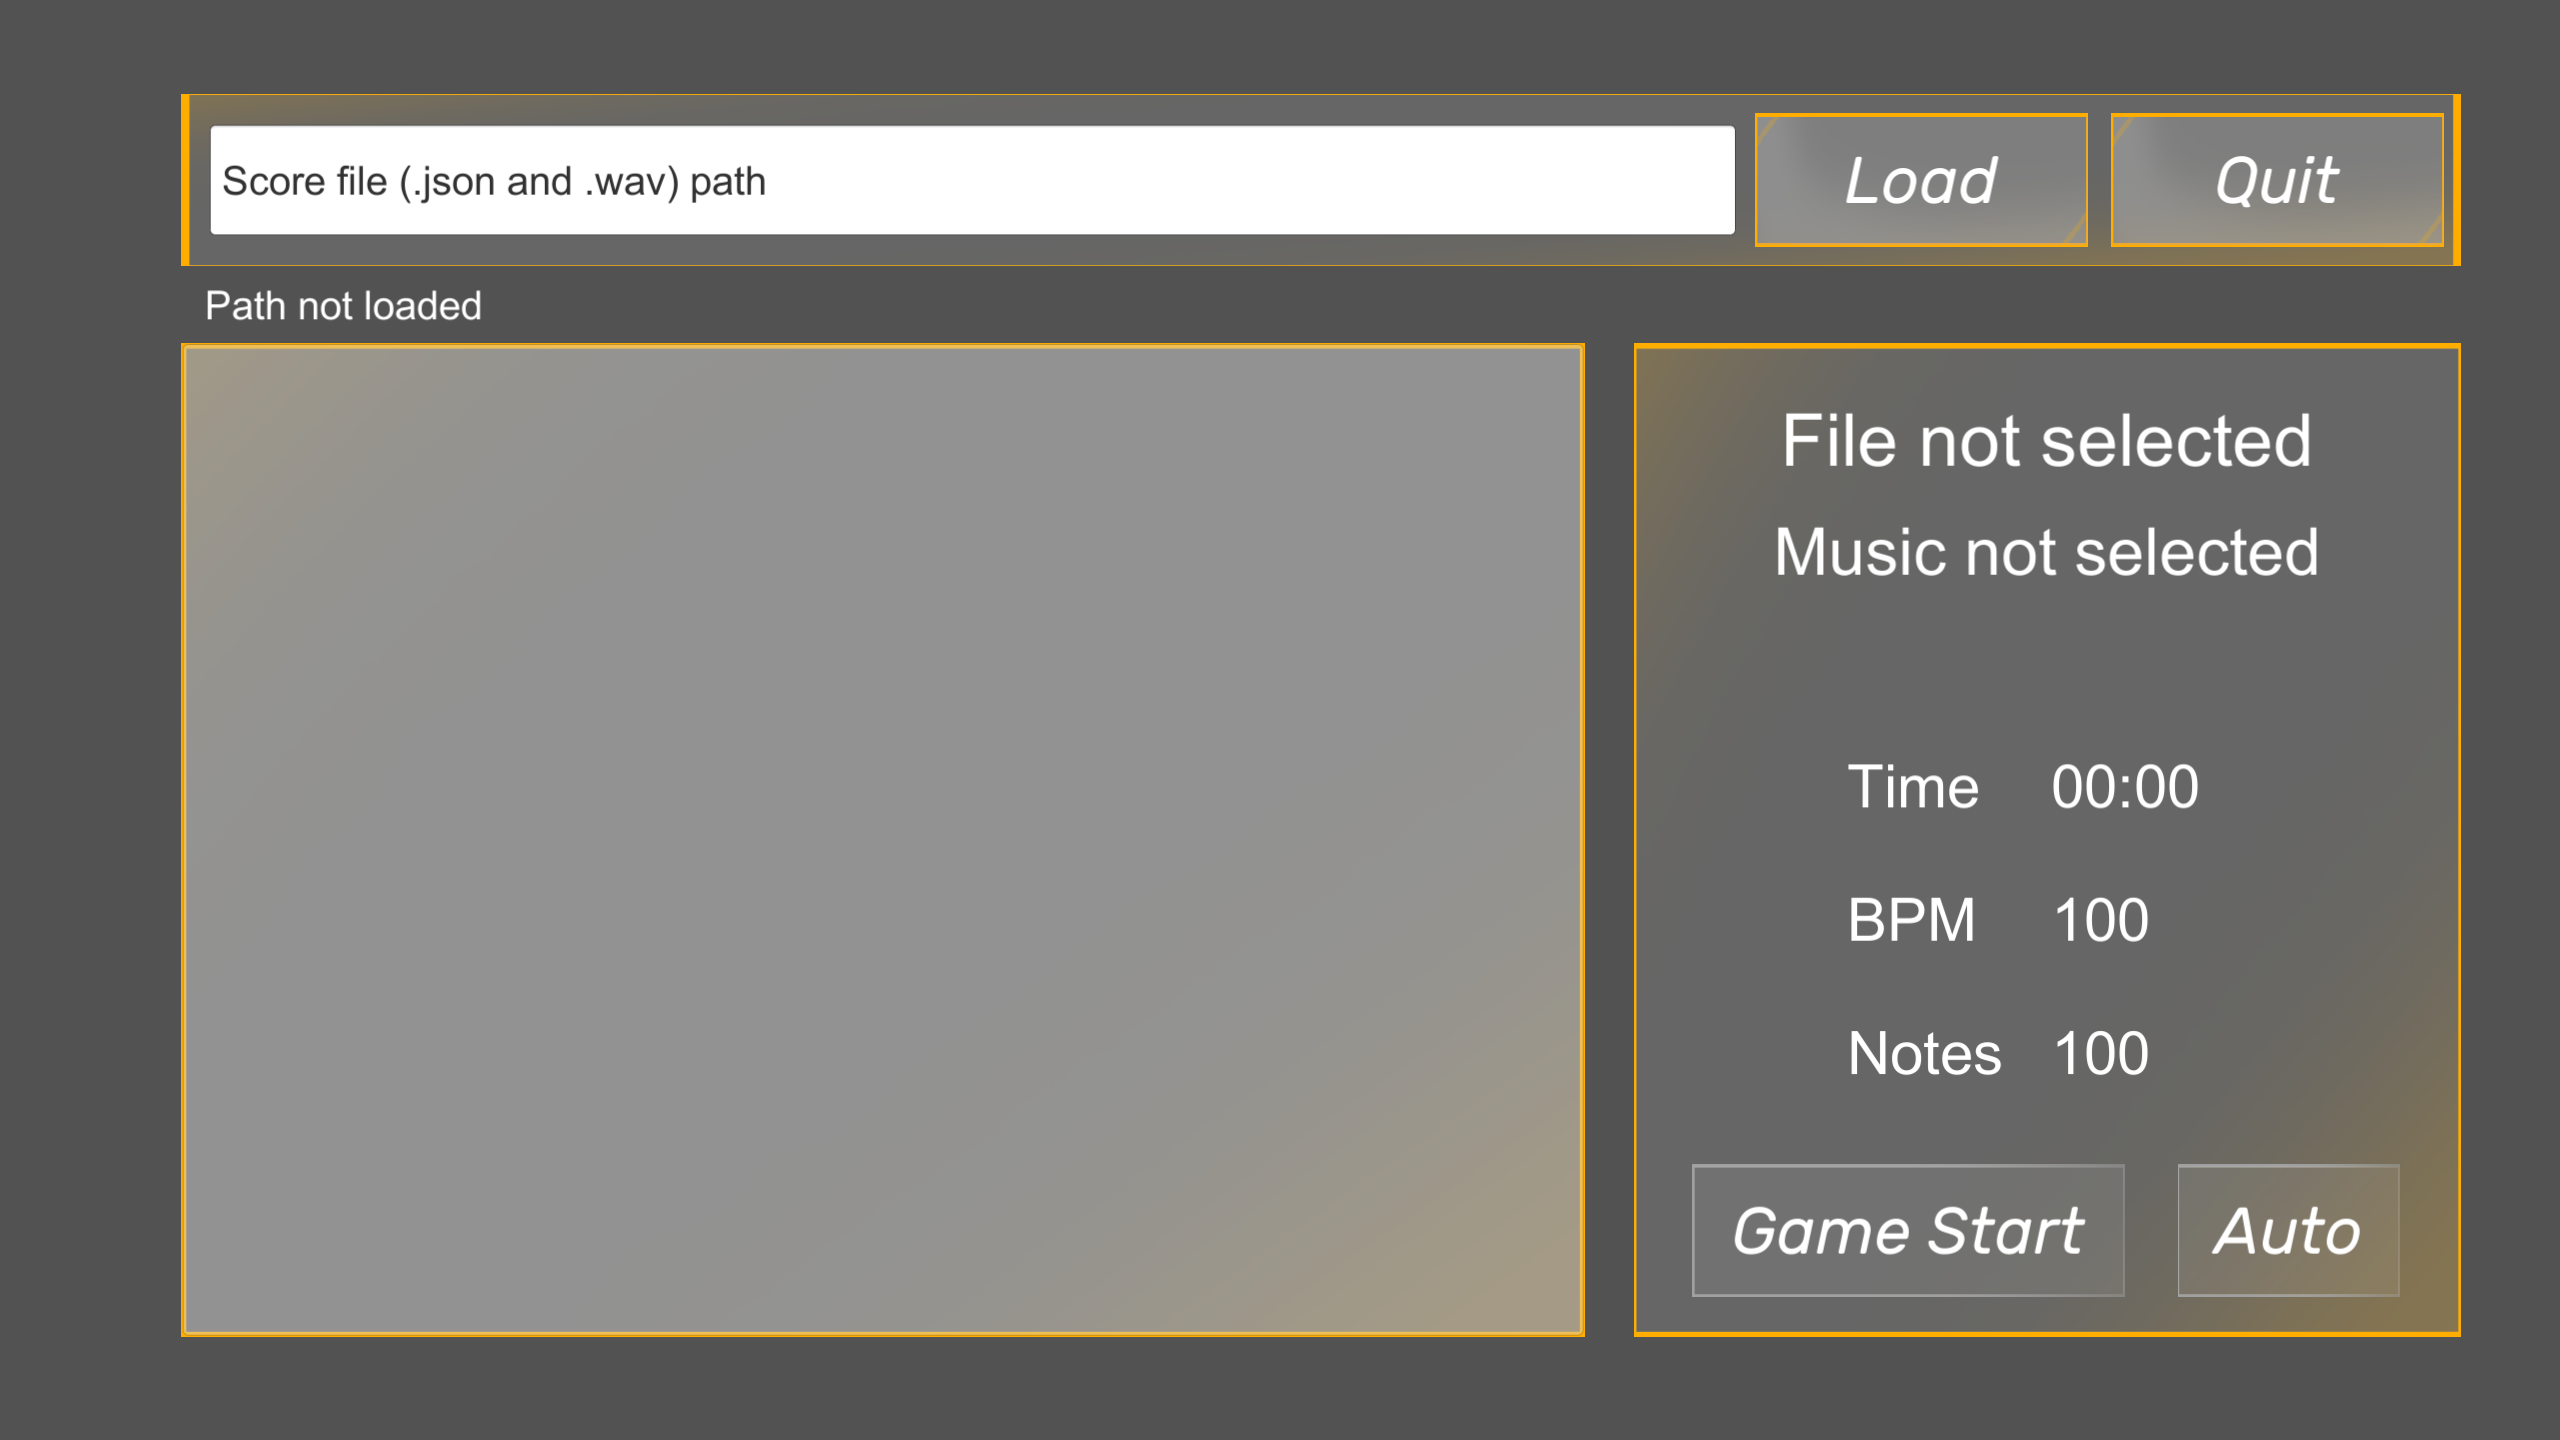 Score file (.json and .wav) path
Load
Quit
Path not loaded
File not selected
Music not selected
Time 00:00
BPM 100
Notes 100
Game Start
Auto